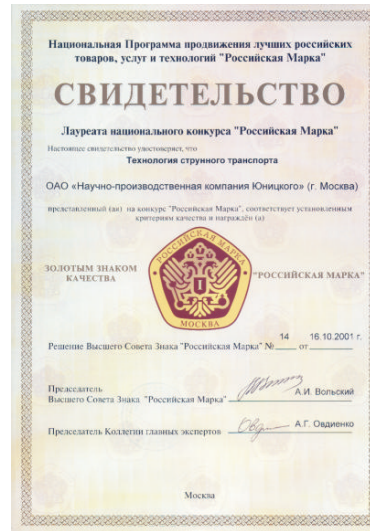 Национальная Программа продвижения лучших российских
товаров, услуг и технологий "Российская Марка"
СВИДЕТЕЛЬСТВО
Лауреата национального конкурса "Российская Марка"
Настоящее свидетельство удостоверяет, что
Технология струнного транспорта
ОАО «Научно-производственная компания Юницкого» (г. Москва)
представленный (ая) на конкурс "Российская Марка", соответствует установленным
критериям качества и награждён (а)
РОССИЙСКАЯ МАРКА
ЗОЛОТЫМ ЗНАКОМ
КАЧЕСТВА
"РОССИЙСКАЯ МАРКА"
МОСКВА
14 16.10.2001 г.
Решение Высшего Совета Знака "Российская Марка" № от
Председатель
Высшего Совета Знака "Российская Марка" А.И. Вольский
Председатель Коллегии главных экспертов А.Г. Овдиенко
Москва